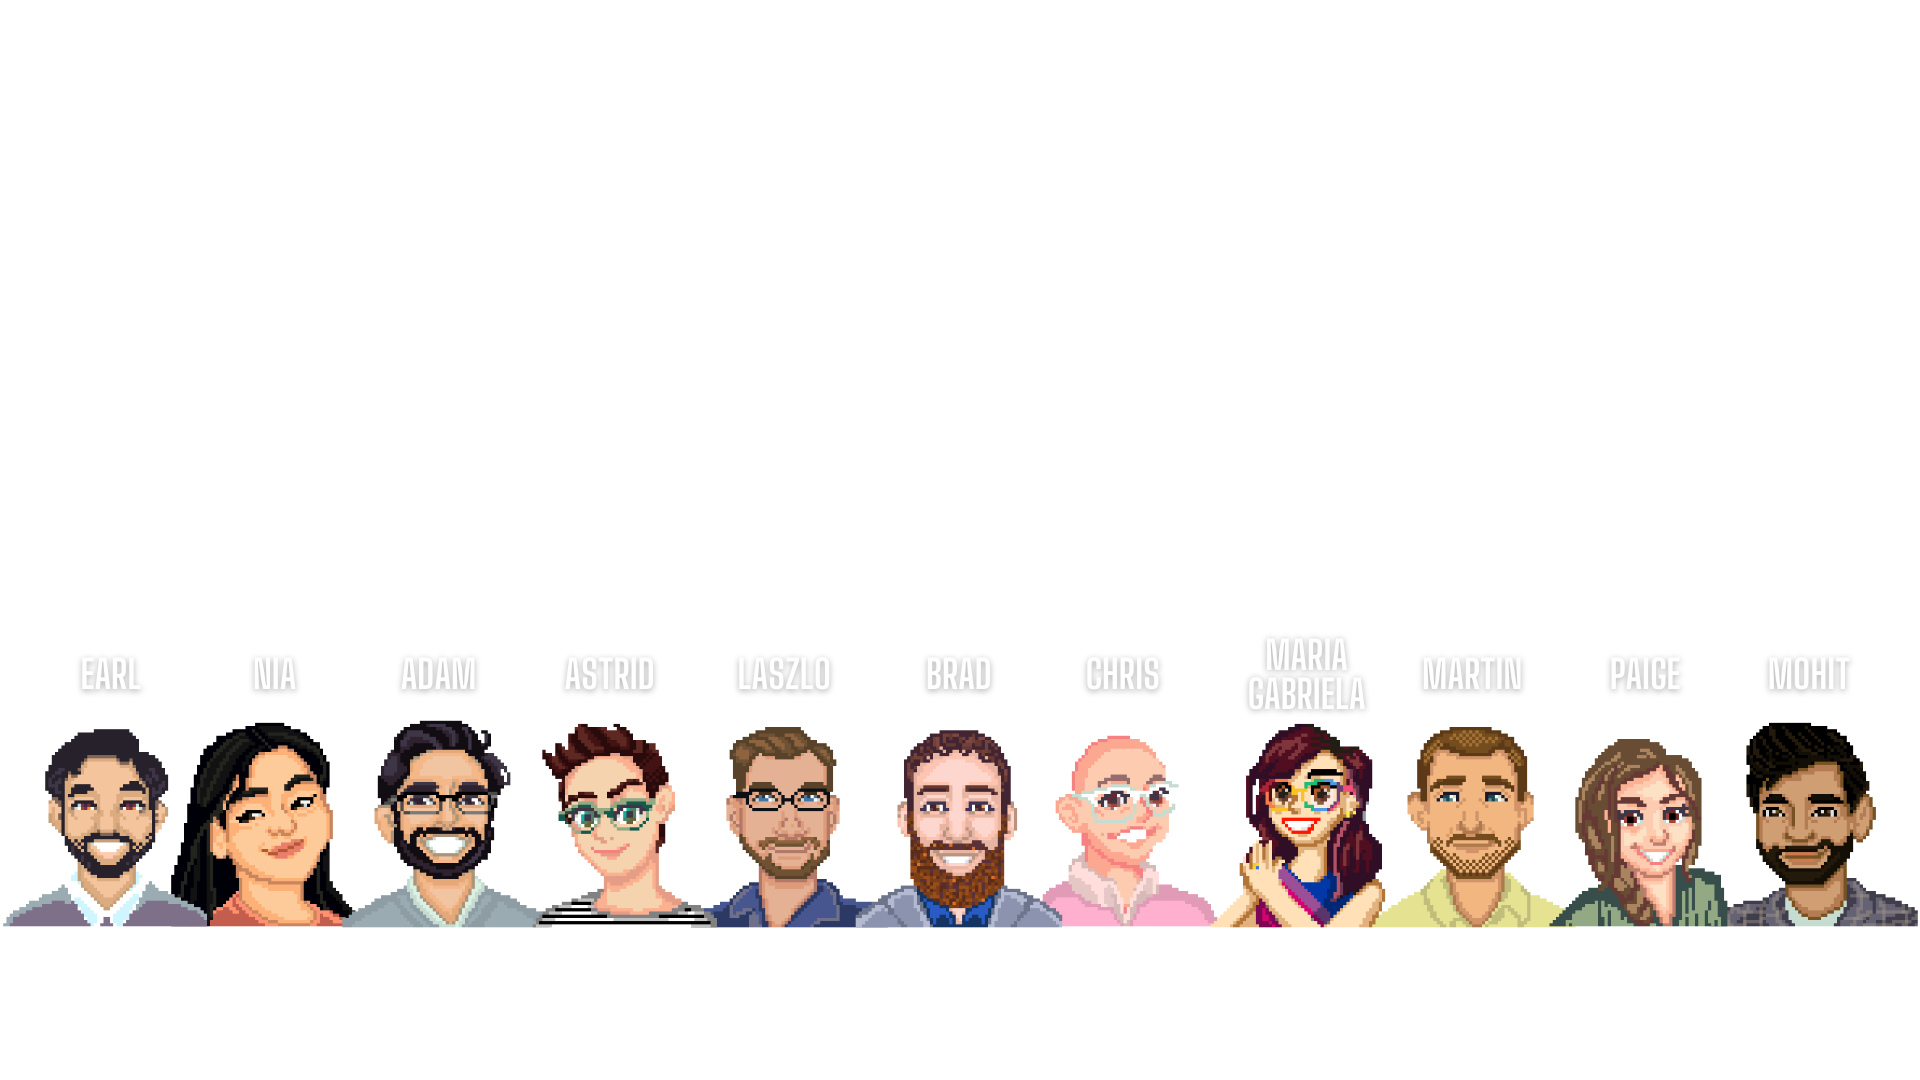 EARL
NIA
ADAM
ASTRID
LASZLO
BRAD
CHRIS
MARIA
GABRIELA
MARTIN
PAIGE
MOHIT